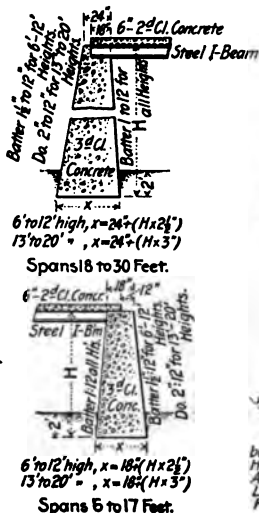 24"
18" 6"-2d Cl. Concrete
Steel I-Beam
Batter 1½" to 12" for 6'-12'
Heights.
Do. 2" to 12" for 13' to 20'
Heights.
Batter 1" to 12" for
all Heights
H
3d Cl.
Concrete
2'
x
6' to 12' high, x=24"+(H×2½")
13' to 20' " , x=24"+(H×3")
Spans 18 to 30 Feet.
18"
12"
6"-2d Cl. Concr.
Steel I-Bm
H
Batter 1:12 all Hts.
3d Cl.
Conc.
Batter 1½:12 for 6'-12'
Heights.
Do. 2":12" for 13'-20'
Heights.
2'
x
6' to 12' high, x=18"+(H×2½")
13' to 20' " , x=18"+(H×3")
Spans 6 to 17 Feet.